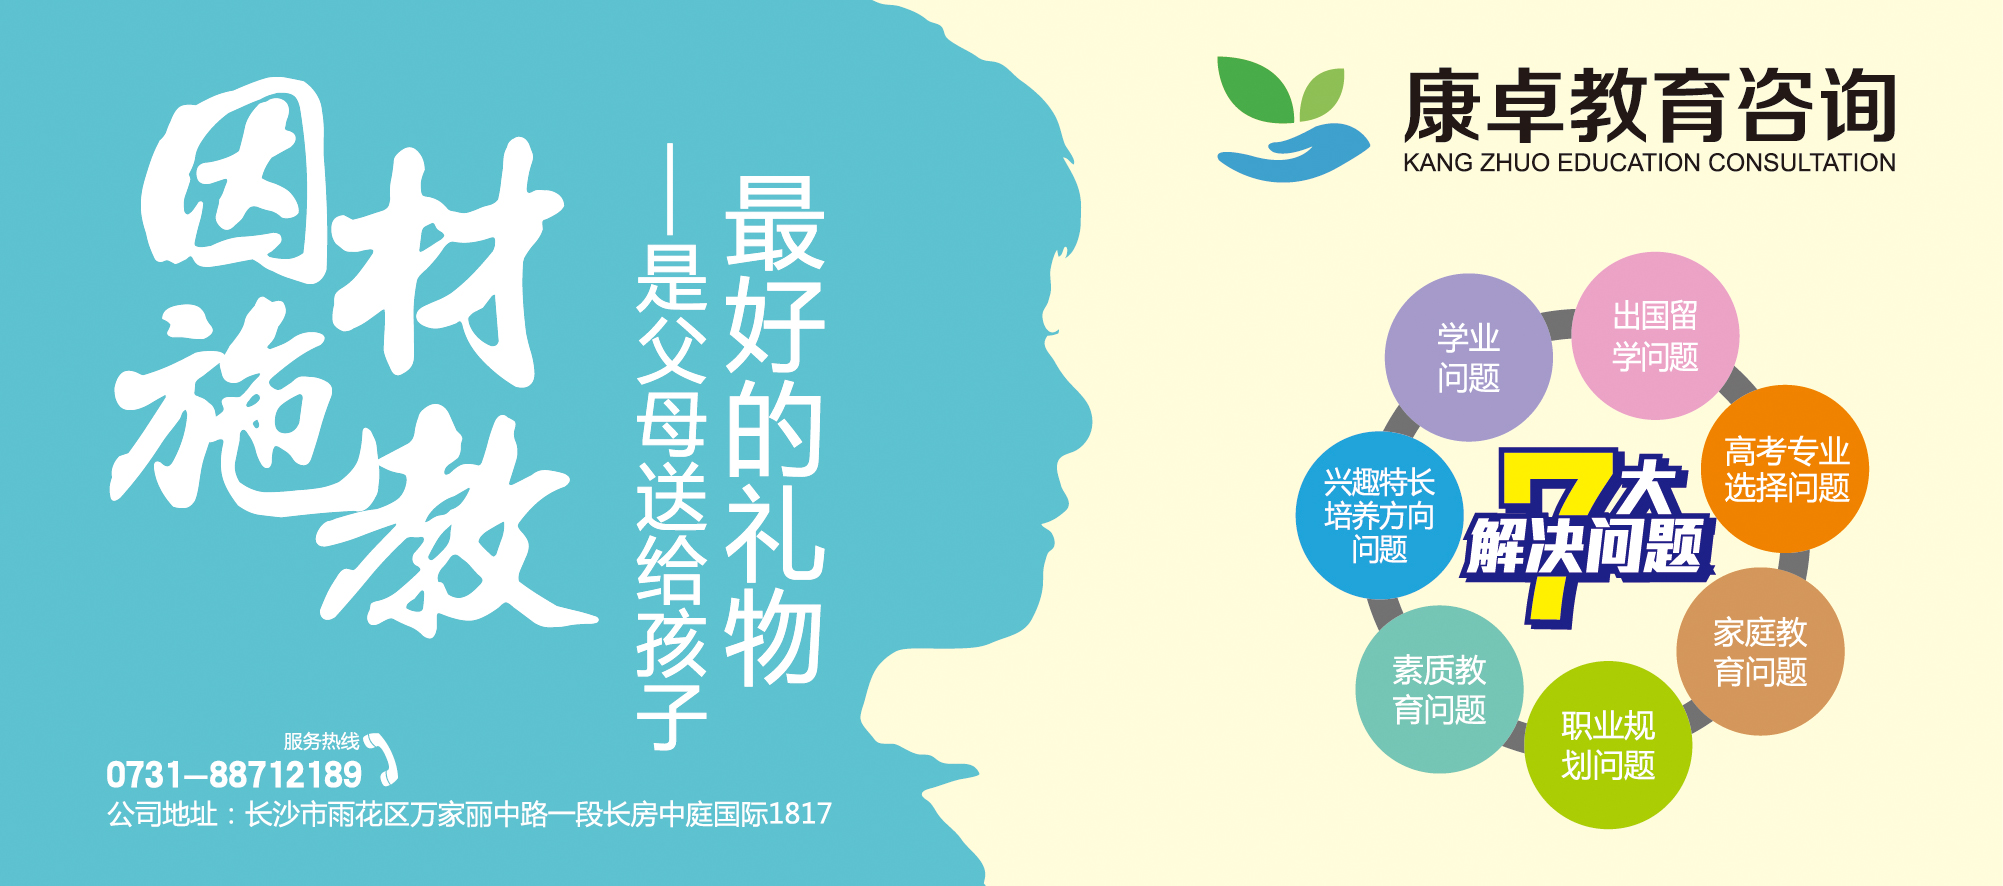 因材
施教
——是父母送给孩子
最好的礼物
服务热线
0731—88712189
公司地址：长沙市雨花区万家丽中路一段长房中庭国际1817
康卓教育咨询
KANG ZHUO EDUCATION CONSULTATION
学业
问题
出国留
学问题
高考专业
选择问题
家庭教
育问题
职业规
划问题
素质教
育问题
兴趣特长
培养方向
问题
7大
解决问题